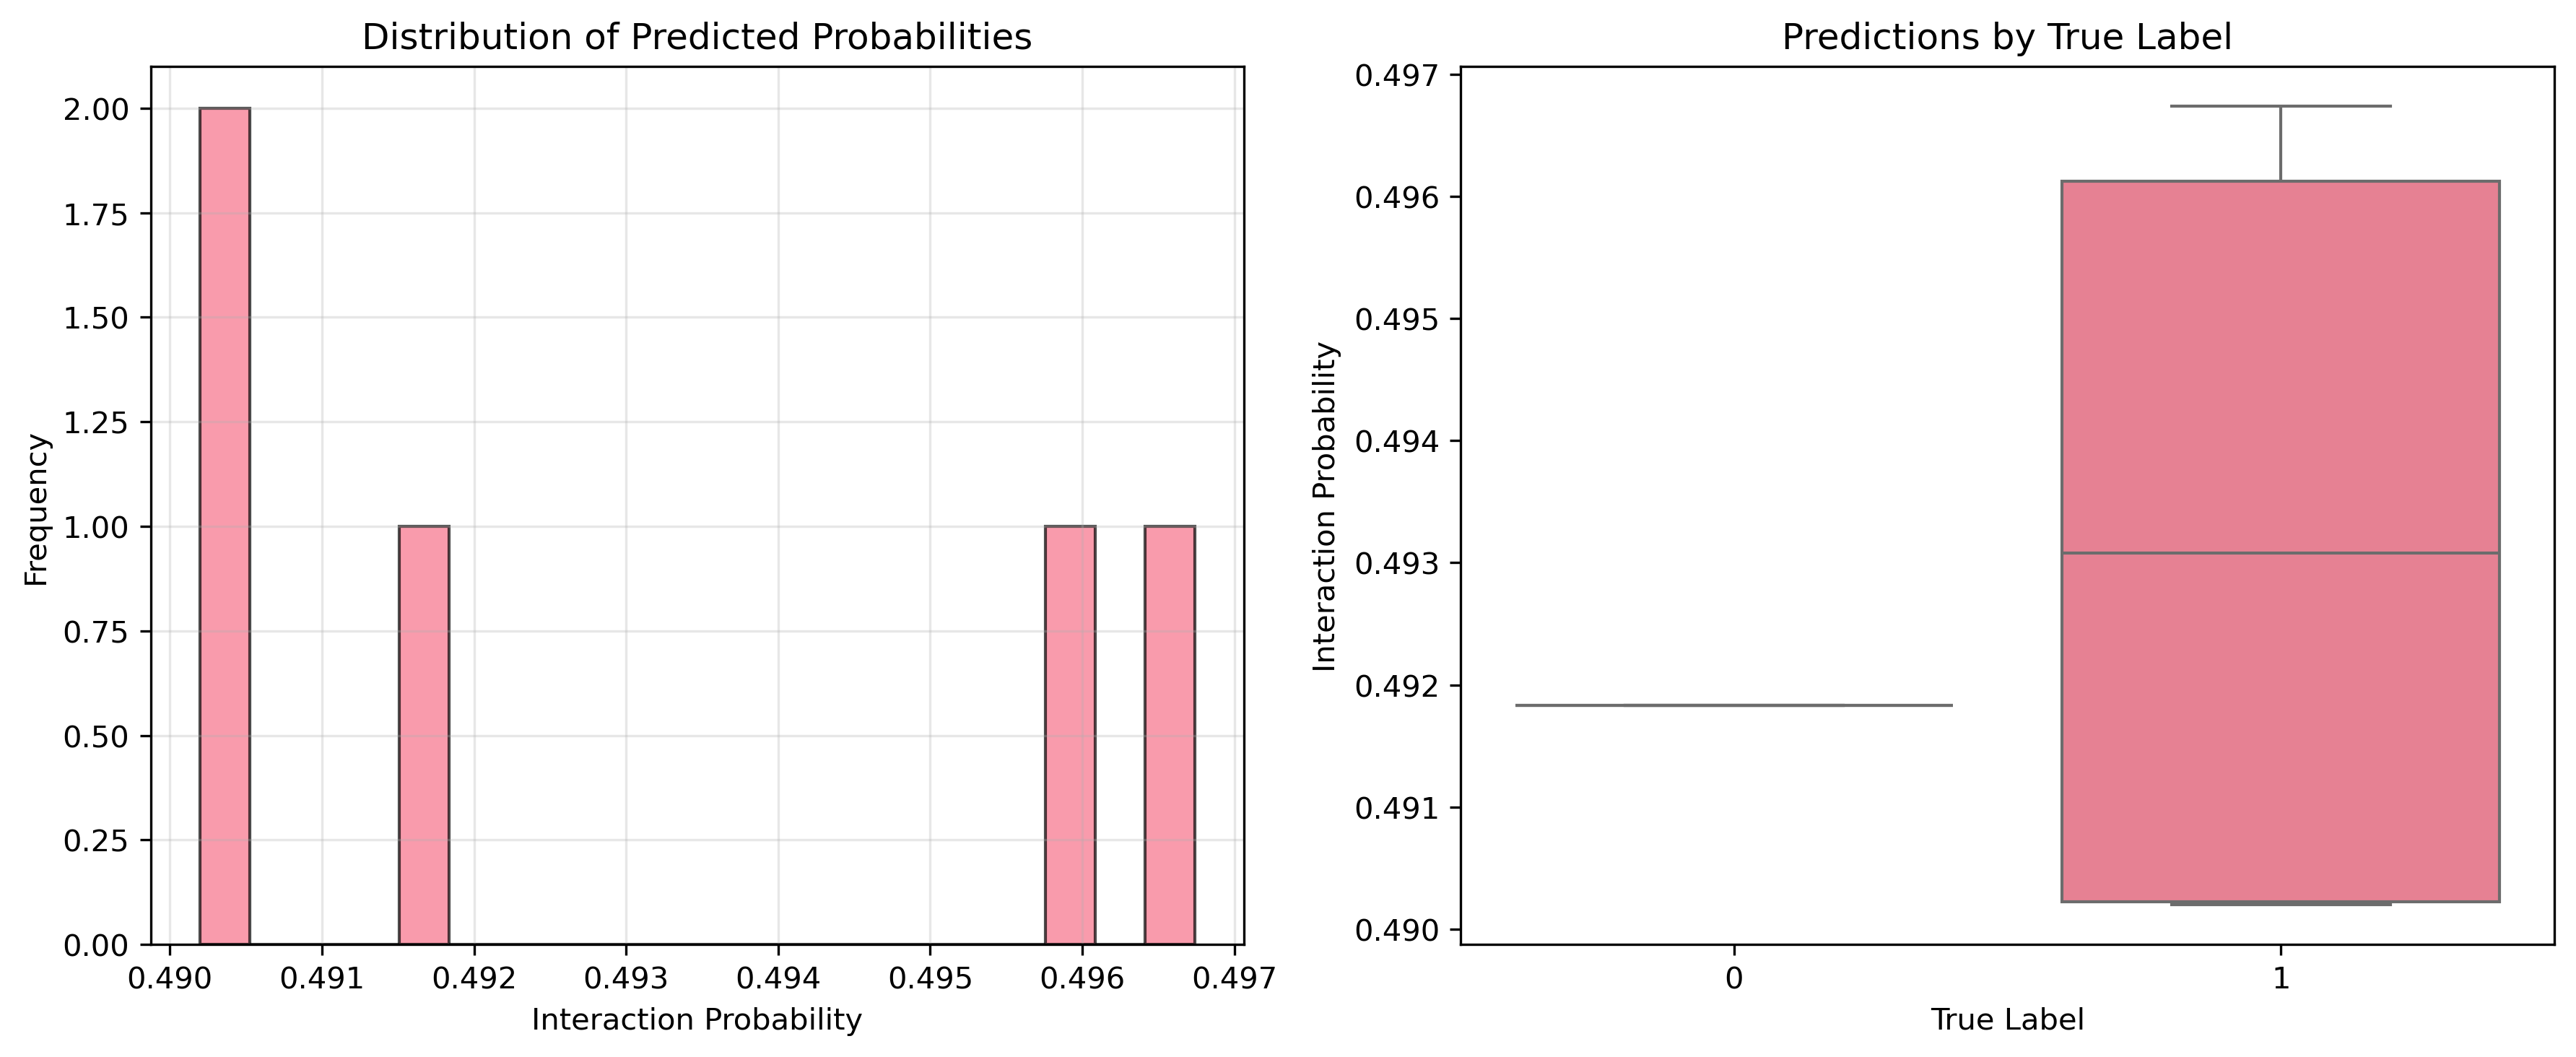 Distribution of Predicted Probabilities
Frequency
2.00
1.75
1.50
1.25
1.00
0.75
0.50
0.25
0.00
0.490 0.491 0.492 0.493 0.494 0.495 0.496 0.497
Interaction Probability
Predictions by True Label
Interaction Probability
0.497
0.496
0.495
0.494
0.493
0.492
0.491
0.490
0 1
True Label